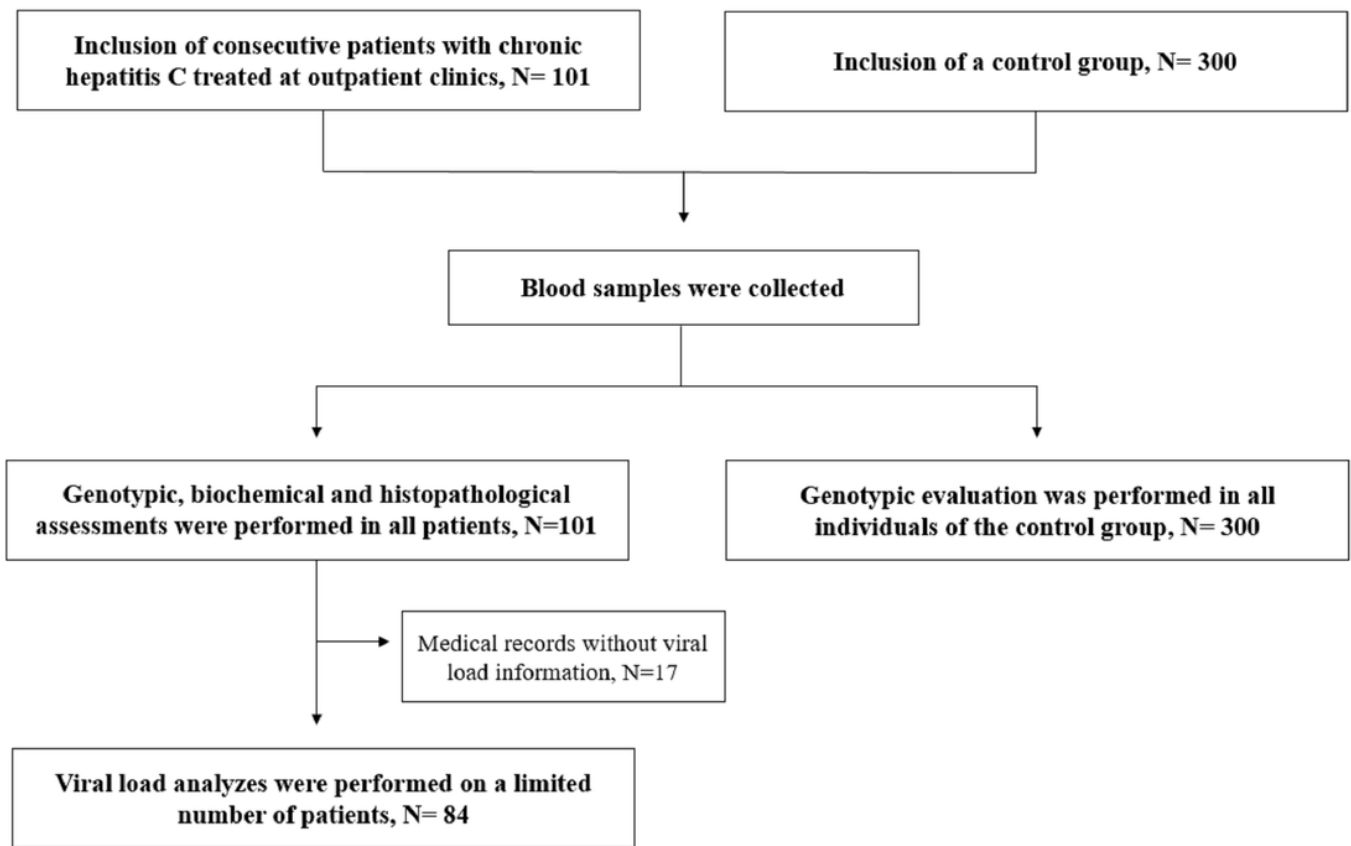 Inclusion of consecutive patients with chronic
hepatitis C treated at outpatient clinics, N= 101
Inclusion of a control group, N= 300
Blood samples were collected
Genotypic, biochemical and histopathological
assessments were performed in all patients, N=101
Genotypic evaluation was performed in all
individuals of the control group, N= 300
Medical records without viral
load information, N=17
Viral load analyzes were performed on a limited
number of patients, N= 84